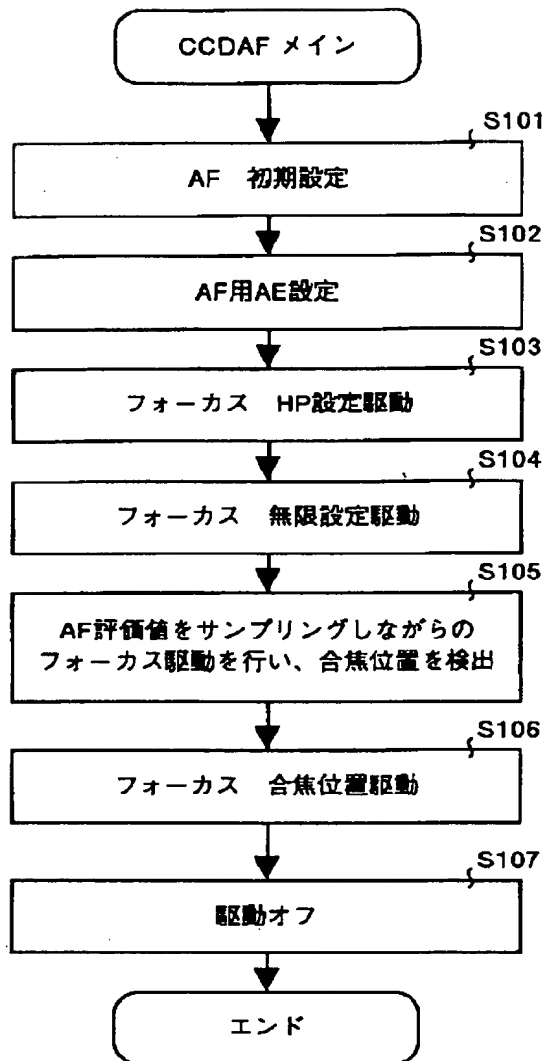 CCDAF メイン
S101
AF 初期設定
S102
AF用AE設定
S103
フォーカス HP設定駆動
S104
フォーカス 無限設定駆動
S105
AF評価値をサンプリングしながらの
フォーカス駆動を行い、合焦位置を検出
S106
フォーカス 合焦位置駆動
S107
駆動オフ
エンド